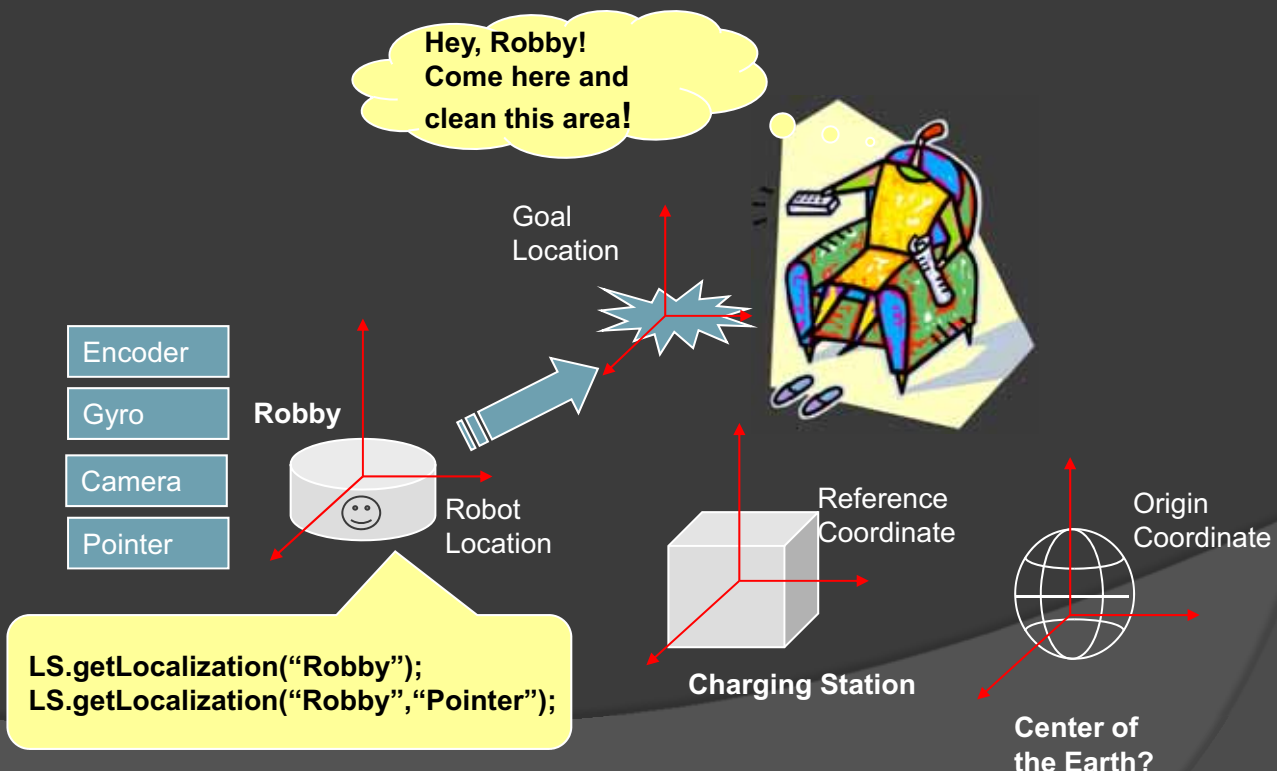 Hey, Robby!
Come here and
clean this area!
Goal
Location
Encoder
Gyro
Camera
Pointer
Robby
Robot
Location
Reference
Coordinate
Origin
Coordinate
LS.getLocalization(“Robby”);
LS.getLocalization(“Robby”,“Pointer”);
Charging Station
Center of
the Earth?